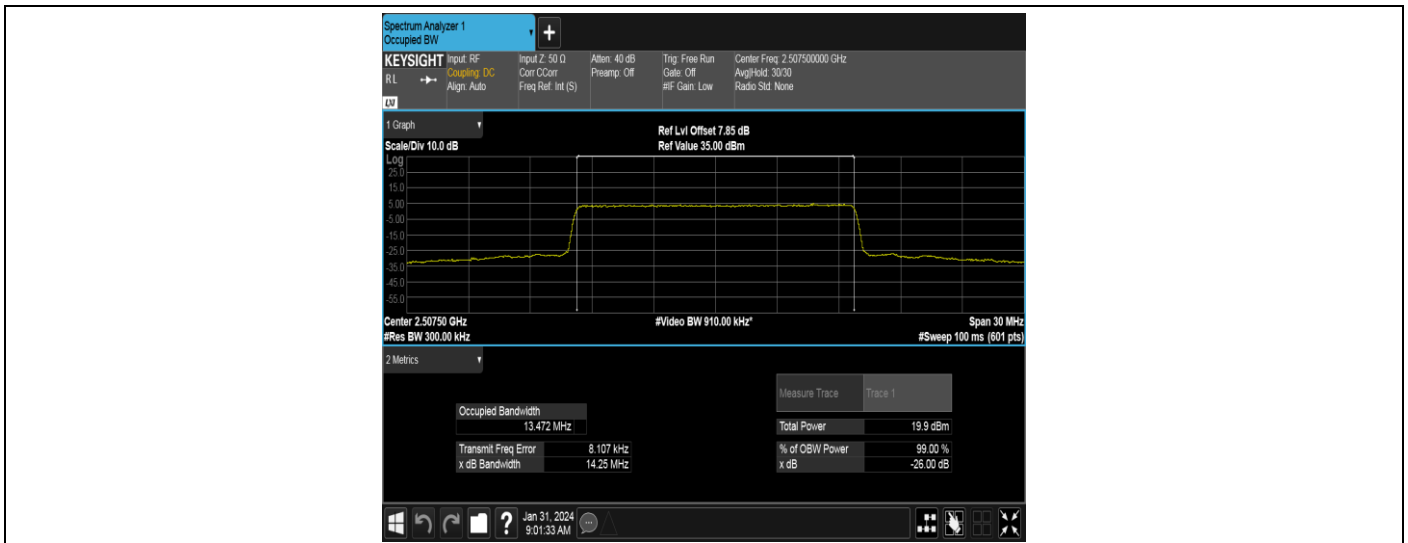 Spectrum Analyzer 1
Occupied BW
+
KEYSIGHT
RL
LXI
Input: RF
Coupling: DC
Align: Auto
Input Z: 50 Ω
Corr CCorr
Freq Ref: Int (S)
Atten: 40 dB
Preamp: Off
Trig: Free Run
Gate: Off
#IF Gain: Low
Center Freq: 2.507500000 GHz
Avg|Hold: 30/30
Radio Std: None
1 Graph
Scale/Div 10.0 dB
Ref Lvl Offset 7.85 dB
Ref Value 35.00 dBm
Log
25.0
15.0
5.00
-5.00
-15.0
-25.0
-35.0
-45.0
-55.0
Center 2.50750 GHz
#Res BW 300.00 kHz
#Video BW 910.00 kHz*
Span 30 MHz
#Sweep 100 ms (601 pts)
2 Metrics
Measure Trace Trace 1
Occupied Bandwidth
13.472 MHz
Total Power 19.9 dBm
Transmit Freq Error 8.107 kHz
% of OBW Power 99.00 %
x dB Bandwidth 14.25 MHz
x dB -26.00 dB
?
Jan 31, 2024
9:01:33 AM